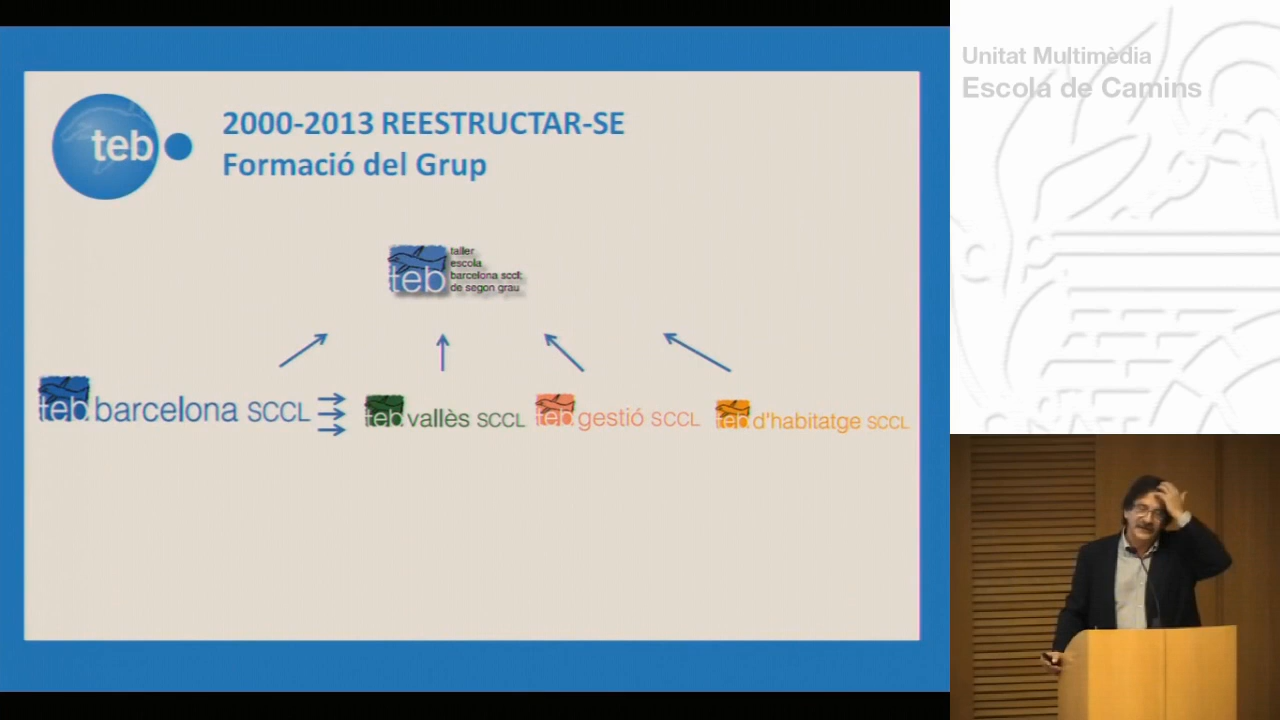 Unitat Multimèdia
Escola de Camins
teb
2000-2013 REESTRUCTAR-SE
Formació del Grup
teb
taller
escola
barcelona sccl;
de segon grau
teb barcelona SCCL
teb vallès SCCL
teb gestió SCCL
teb d'habitatge SCCL